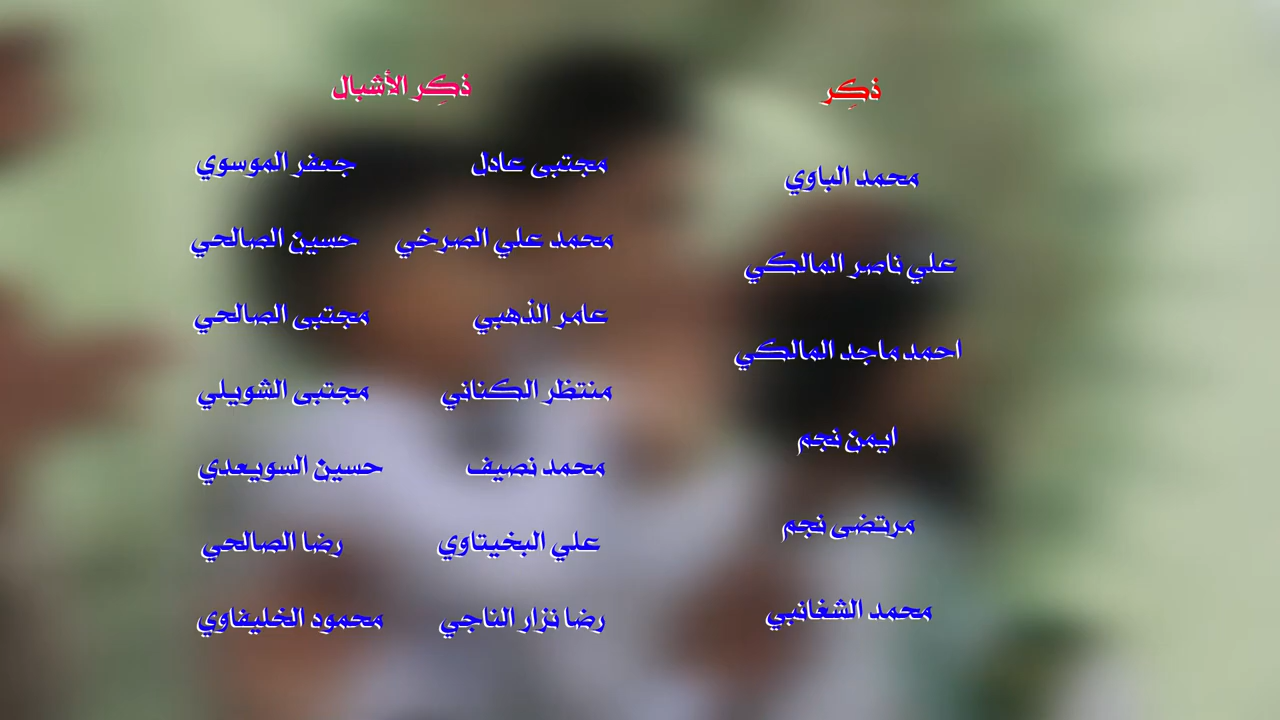 ذكِر
محمد الباوي
علي ناصر المالكي
احمد ماجد المالكي
ايمن نجم
مرتضى نجم
محمد الشغانبي
ذكِر الأشبال
مجتبى عادل
محمد علي الصرخي
عامر الذهبي
منتظر الكناني
محمد نصيف
علي البخيتاوي
رضا نزار الناجي
جعفر الموسوي
حسين الصالحي
مجتبى الصالحي
مجتبى الشويلي
حسين السويعدي
رضا الصالحي
محمود الخليفاوي